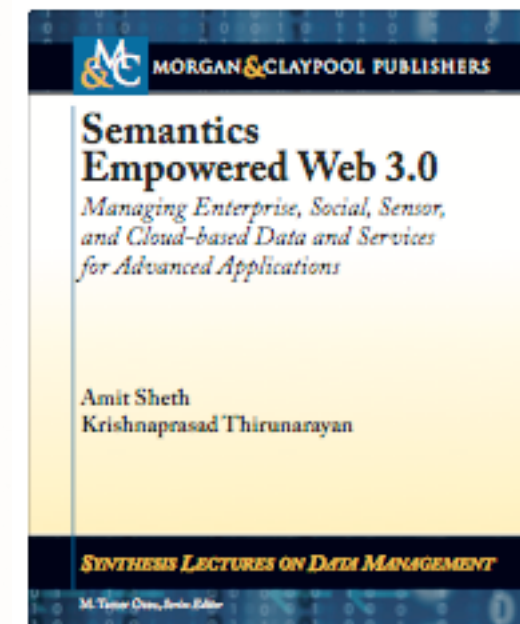 M&C MORGAN&CLAYPOOL PUBLISHERS
Semantics
Empowered Web 3.0
Managing Enterprise, Social, Sensor,
and Cloud-based Data and Services
for Advanced Applications
Amit Sheth
Krishnaprasad Thirunarayan
SYNTHESIS LECTURES ON DATA MANAGEMENT
M. Tamer Özsu, Series Editor